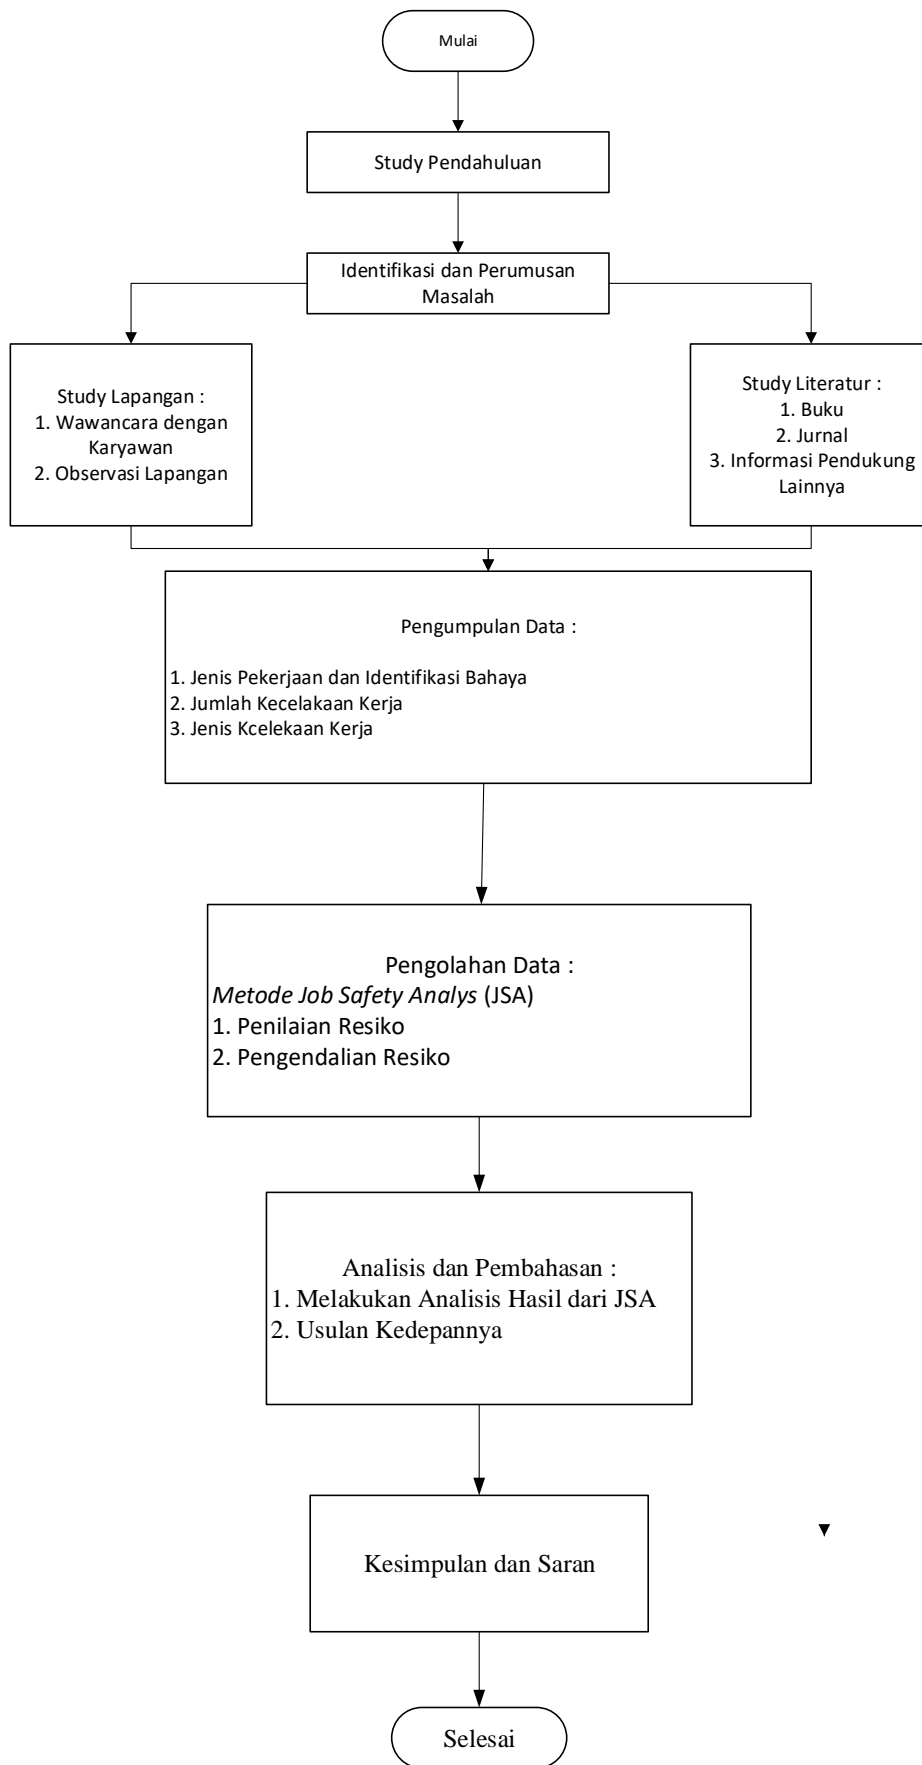 Mulai
Study Pendahuluan
Identifikasi dan Perumusan
Masalah
Study Lapangan :
1. Wawancara dengan
Karyawan
2. Observasi Lapangan
Study Literatur :
1. Buku
2. Jurnal
3. Informasi Pendukung
Lainnya
Pengumpulan Data :
1. Jenis Pekerjaan dan Identifikasi Bahaya
2. Jumlah Kecelakaan Kerja
3. Jenis Kcelekaan Kerja
Pengolahan Data :
Metode Job Safety Analys (JSA)
1. Penilaian Resiko
2. Pengendalian Resiko
Analisis dan Pembahasan :
1. Melakukan Analisis Hasil dari JSA
2. Usulan Kedepannya
Kesimpulan dan Saran
Selesai